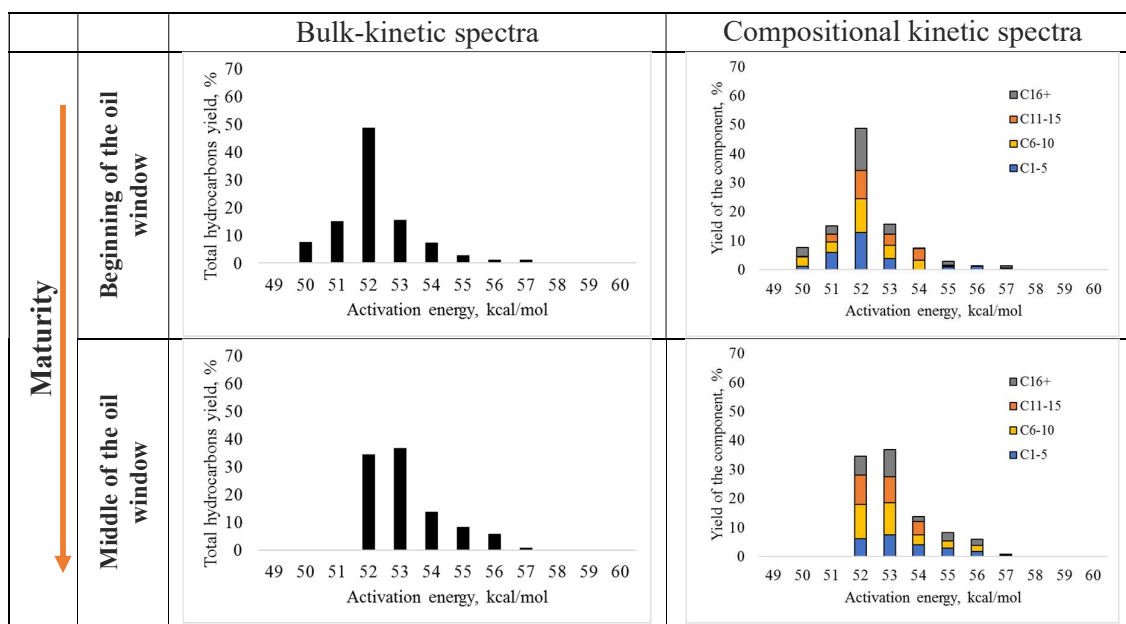 Bulk-kinetic spectra
Compositional kinetic spectra
Maturity
Beginning of the oil
window
Total hydrocarbons yield, %
70
60
50
40
30
20
10
0
49 50 51 52 53 54 55 56 57 58 59 60
Activation energy, kcal/mol
Yield of the component, %
70
60
50
40
30
20
10
0
49 50 51 52 53 54 55 56 57 58 59 60
Activation energy, kcal/mol
C16+
C11-15
C6-10
C1-5
Middle of the oil
window
Total hydrocarbons yield, %
70
60
50
40
30
20
10
0
49 50 51 52 53 54 55 56 57 58 59 60
Activation energy, kcal/mol
Yield of the component, %
70
60
50
40
30
20
10
0
49 50 51 52 53 54 55 56 57 58 59 60
Activation energy, kcal/mol
C16+
C11-15
C6-10
C1-5